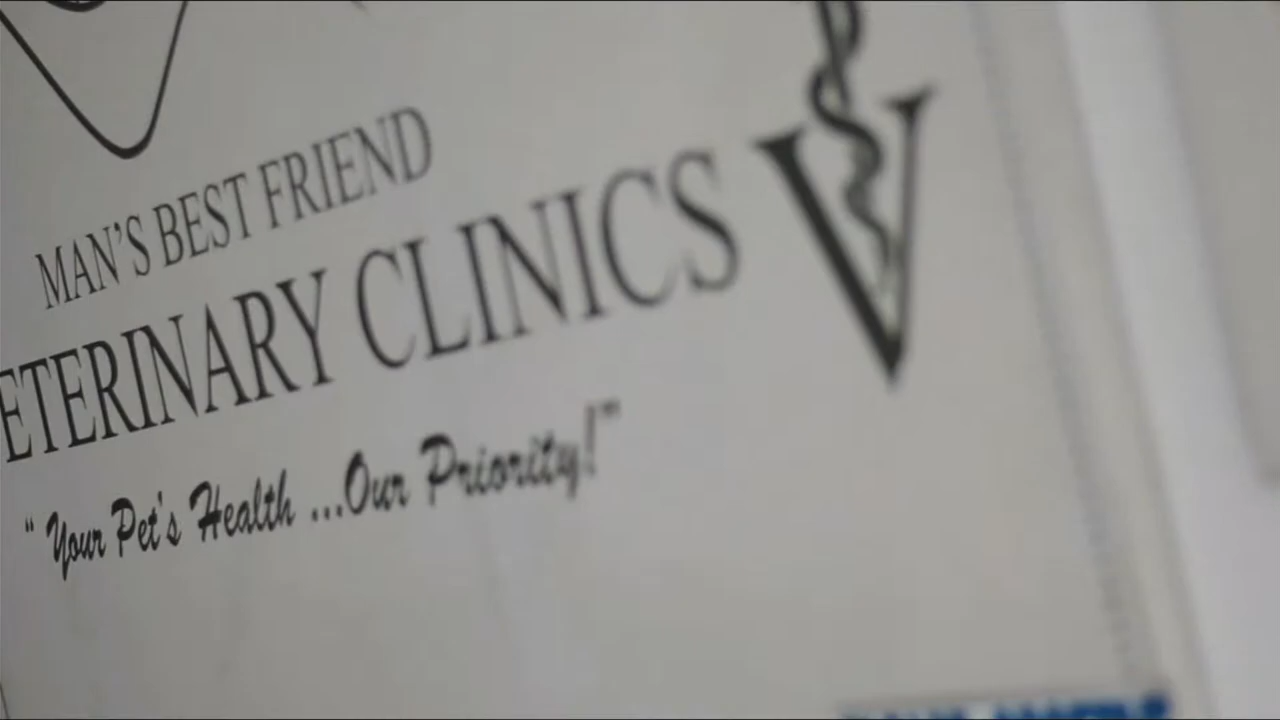 MAN'S BEST FRIEND
ETERINARY CLINICS V
"Your Pet's Health ...Our Priority!"